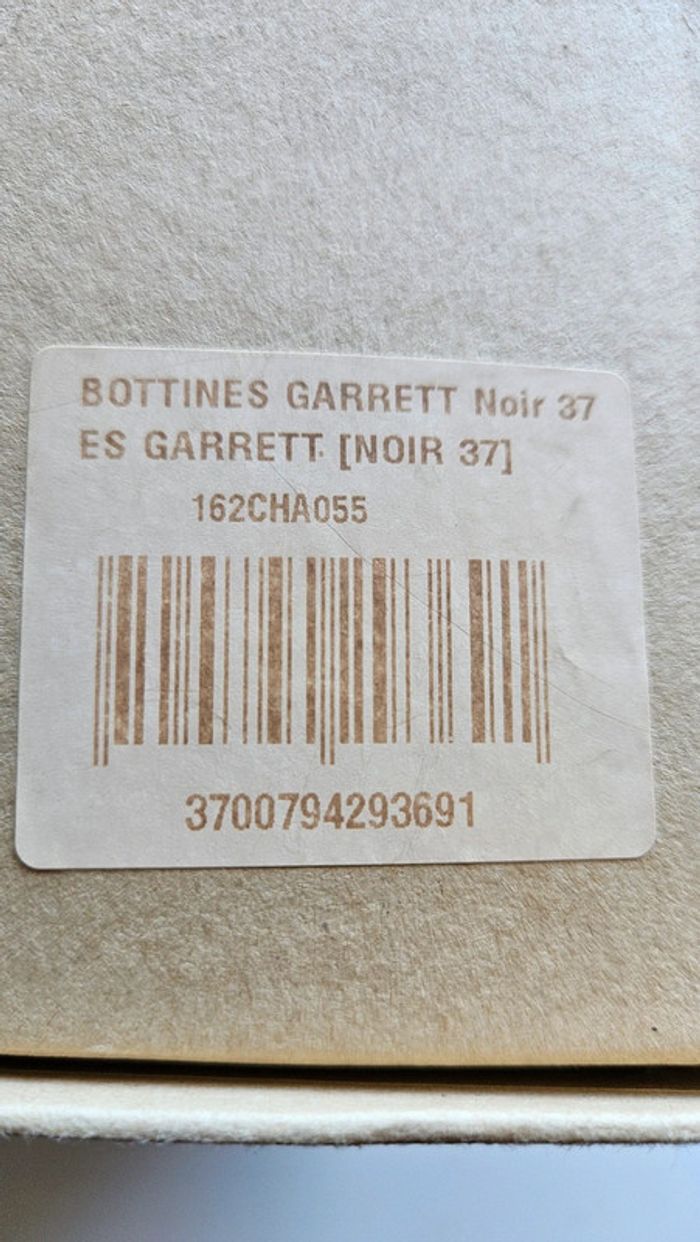 BOTTINES GARRETT Noir 37
ES GARRETT [NOIR 37]
162CHA055
3700794293691